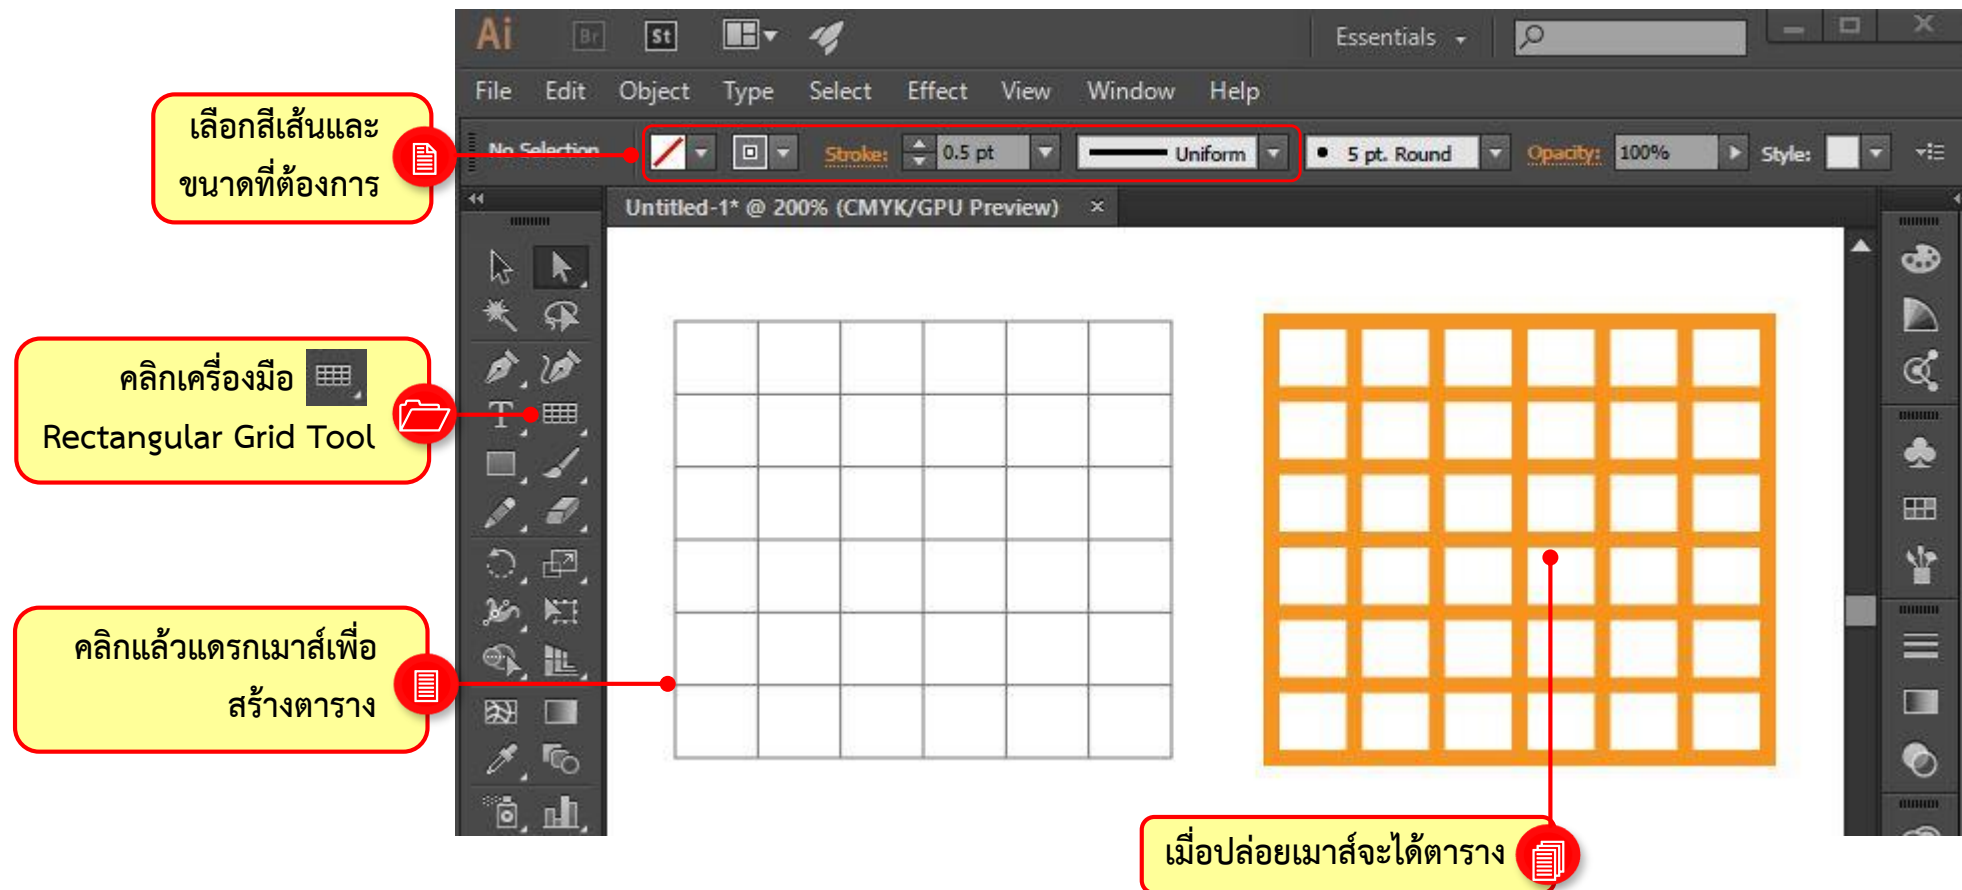 Ai Br St Essentials
File Edit Object Type Select Effect View Window Help
เลือกสีเส้นและ
ขนาดที่ต้องการ
No Selection Stroke: 0.5 pt Uniform 5 pt. Round Opacity: 100% Style:
Untitled-1* @ 200% (CMYK/GPU Preview) ×
คลิกเครื่องมือ
Rectangular Grid Tool
คลิกแล้วแดรกเมาส์เพื่อ
สร้างตาราง
เมื่อปล่อยเมาส์จะได้ตาราง